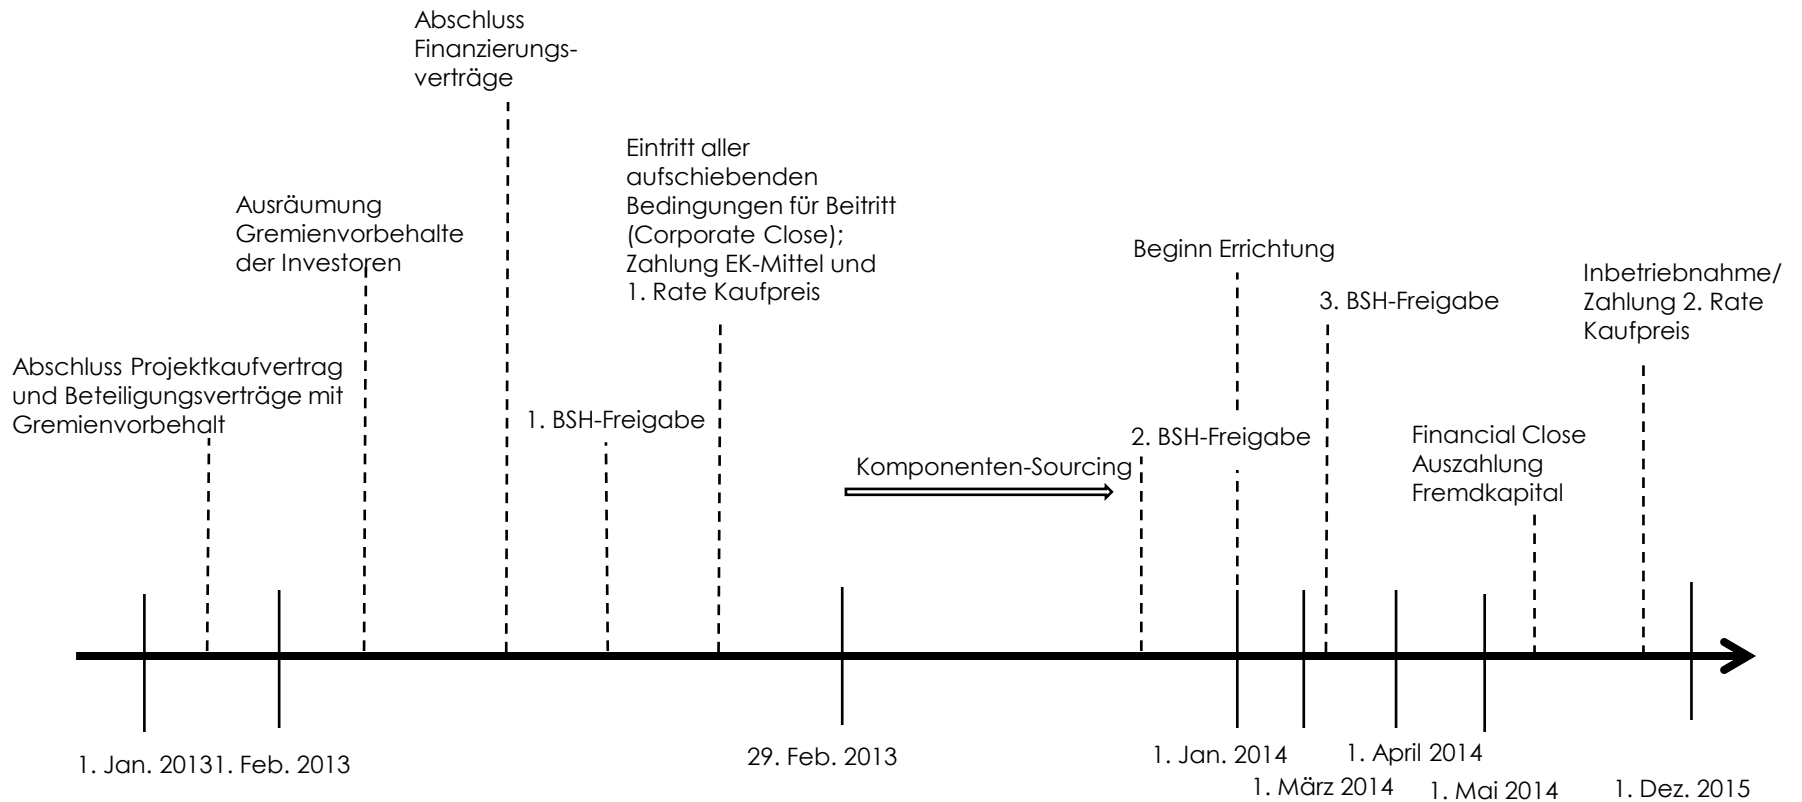 Abschluss
Finanzierungs-
verträge
Eintritt aller
aufschiebenden
Bedingungen für Beitritt
(Corporate Close);
Zahlung EK-Mittel und
1. Rate Kaufpreis
Ausräumung
Gremienvorbehalte
der Investoren
Beginn Errichtung
3. BSH-Freigabe
Inbetriebnahme/
Zahlung 2. Rate
Kaufpreis
Abschluss Projektkaufvertrag
und Beteiligungsverträge mit
Gremienvorbehalt
1. BSH-Freigabe
2. BSH-Freigabe
Financial Close
Auszahlung
Fremdkapital
Komponenten-Sourcing
1. Jan. 2013
1. Feb. 2013
29. Feb. 2013
1. Jan. 2014
1. März 2014
1. April 2014
1. Mai 2014
1. Dez. 2015